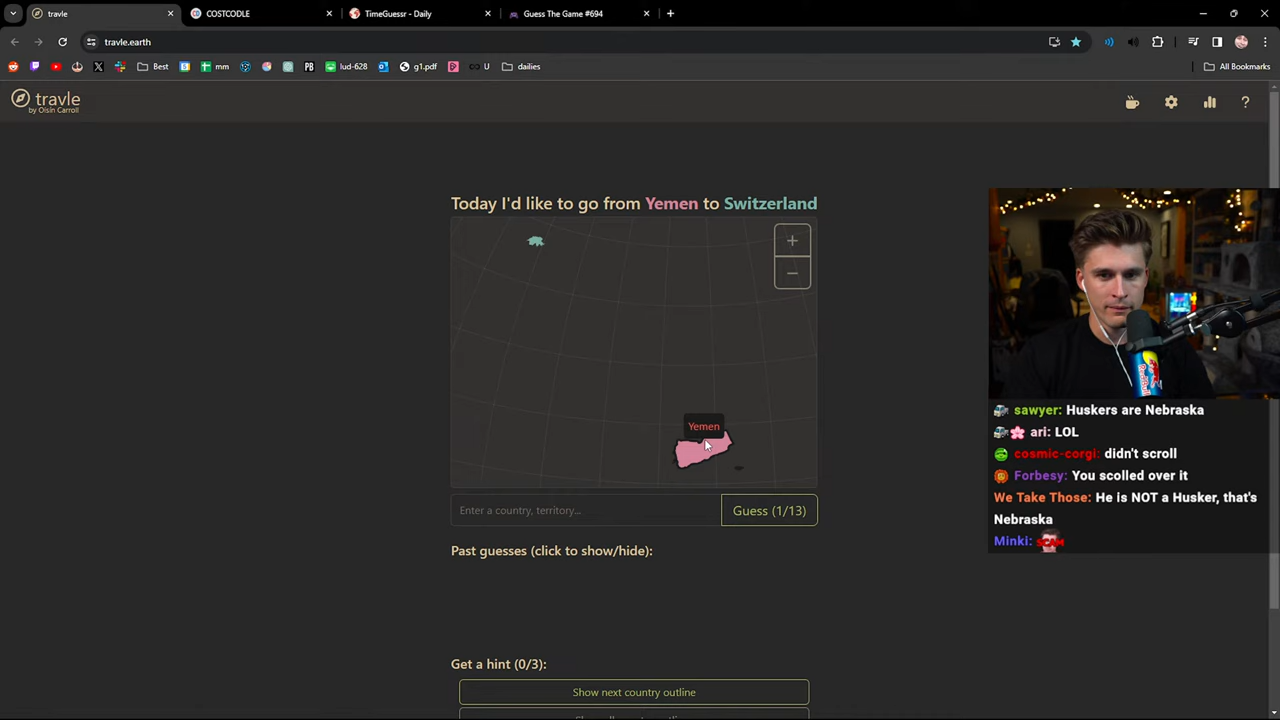 travle
COSTCODLE
TimeGuessr - Daily
Guess The Game #694
travle.earth
Best
mm
PB
lud-628
g1.pdf
U
dailies
All Bookmarks
travle
by Oisín Carroll
Today I'd like to go from Yemen to Switzerland
+
−
Yemen
Enter a country, territory...
Guess (1/13)
Past guesses (click to show/hide):
Get a hint (0/3):
Show next country outline
sawyer: Huskers are Nebraska
ari: LOL
cosmic-corgi: didn't scroll
Forbesy: You scolled over it
We Take Those: He is NOT a Husker, that's
Nebraska
Minki: